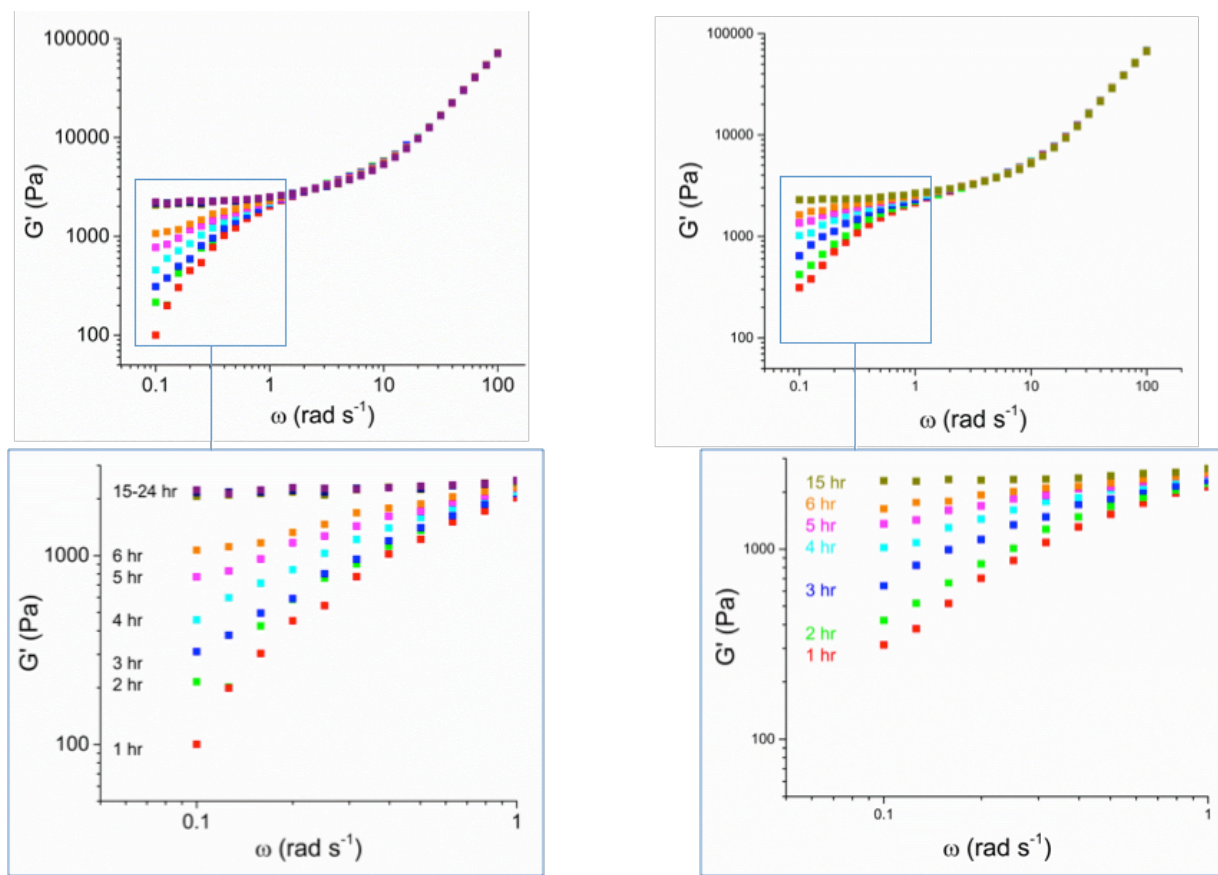 100000
10000
1000
100
G' (Pa)
0.1 1 10 100
ω (rad s⁻¹)
100000
10000
1000
100
G' (Pa)
0.1 1 10 100
ω (rad s⁻¹)
15-24 hr
1000
6 hr
5 hr
4 hr
3 hr
2 hr
100
1 hr
G' (Pa)
0.1 1
ω (rad s⁻¹)
15 hr
6 hr
5 hr
1000
4 hr
3 hr
2 hr
1 hr
100
G' (Pa)
0.1 1
ω (rad s⁻¹)